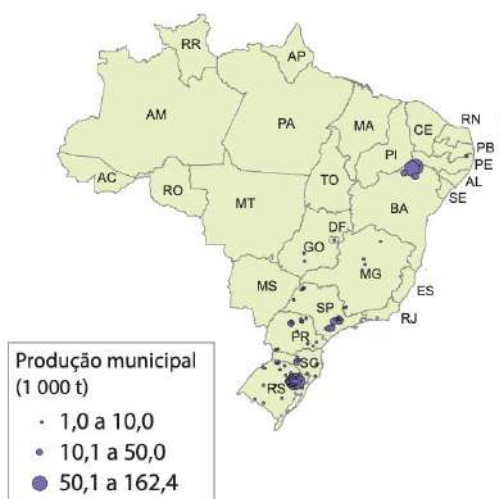 RR
AP
AM
PA
MA
CE
RN
PB
PE
AL
SE
PI
AC
RO
TO
BA
MT
DF
GO
MG
ES
MS
SP
RJ
PR
SC
RS
Produção municipal
(1 000 t)
1,0 a 10,0
10,1 a 50,0
50,1 a 162,4